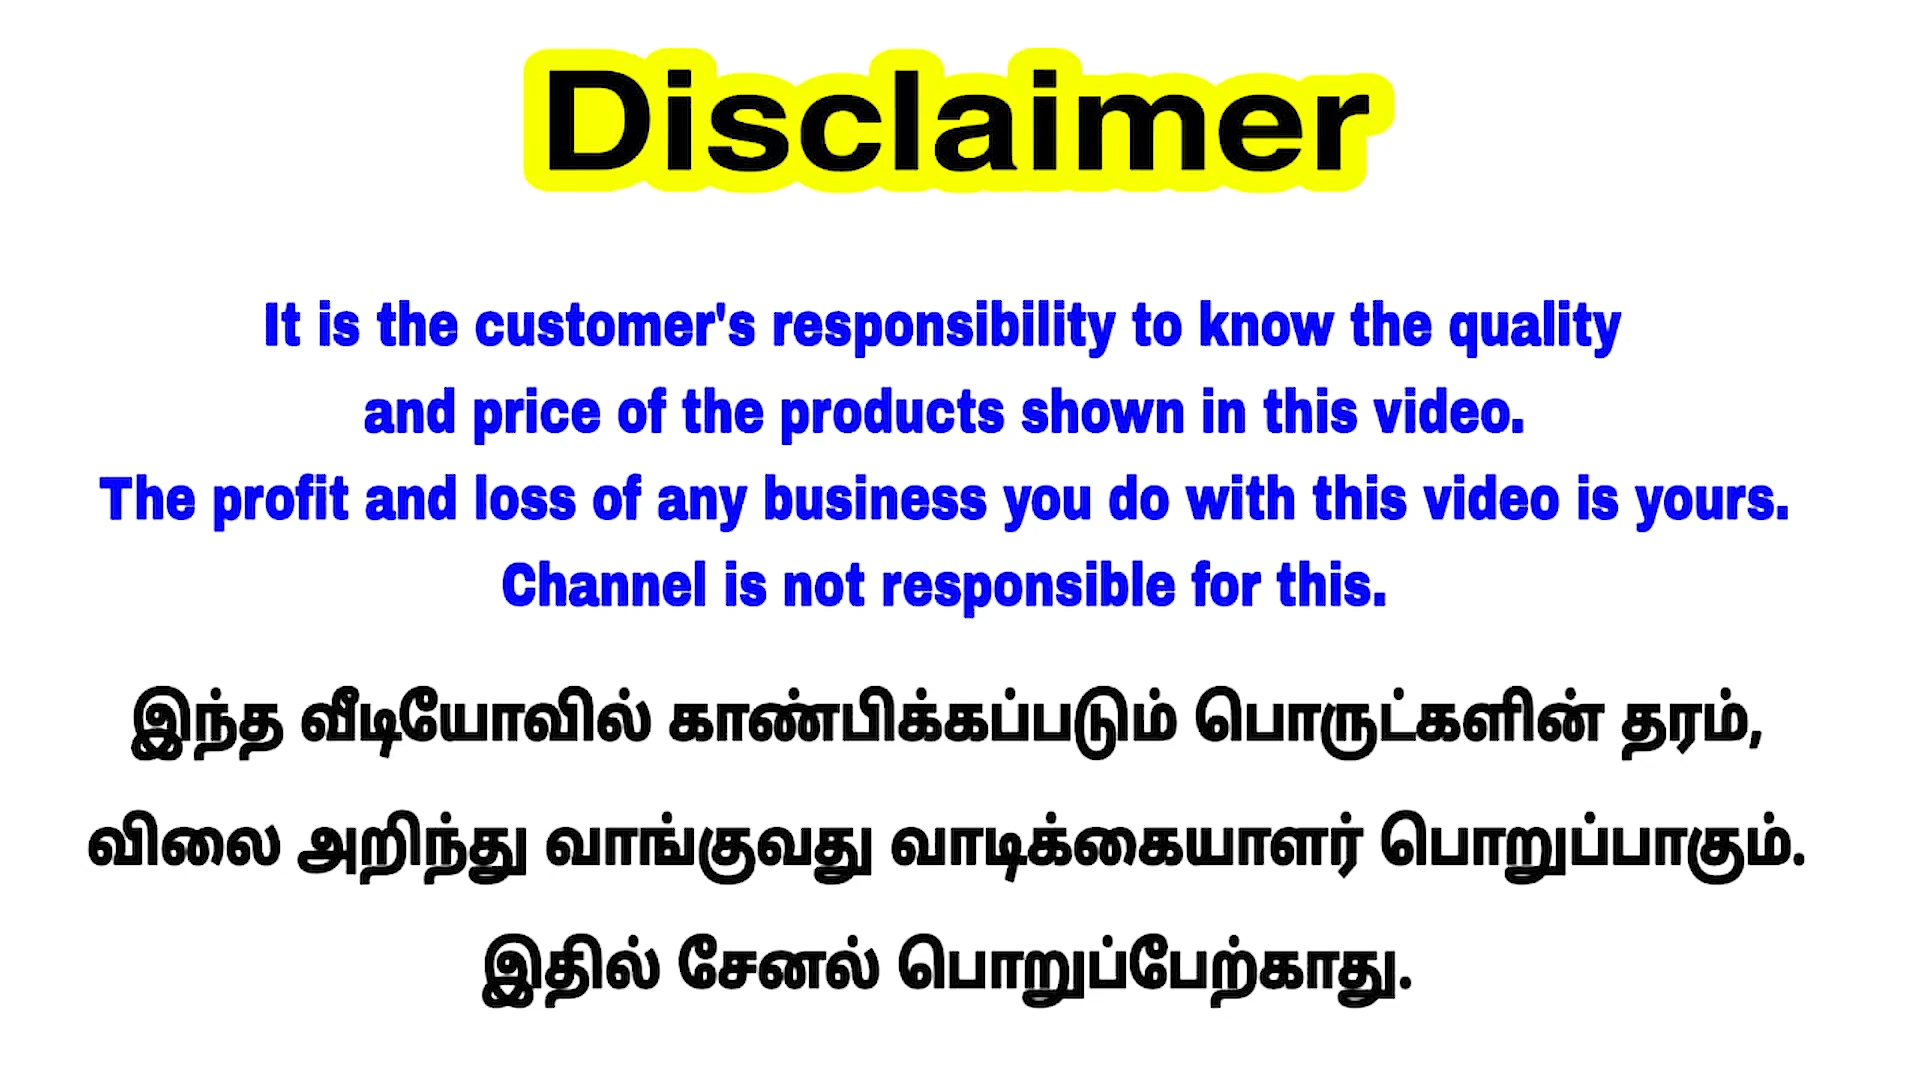 Disclaimer
It is the customer's responsibility to know the quality
and price of the products shown in this video.
The profit and loss of any business you do with this video is yours.
Channel is not responsible for this.
இந்த வீடியோவில் காண்பிக்கப்படும் பொருட்களின் தரம்,
விலை அறிந்து வாங்குவது வாடிக்கையாளர் பொறுப்பாகும்.
இதில் சேனல் பொறுப்பேற்காது.